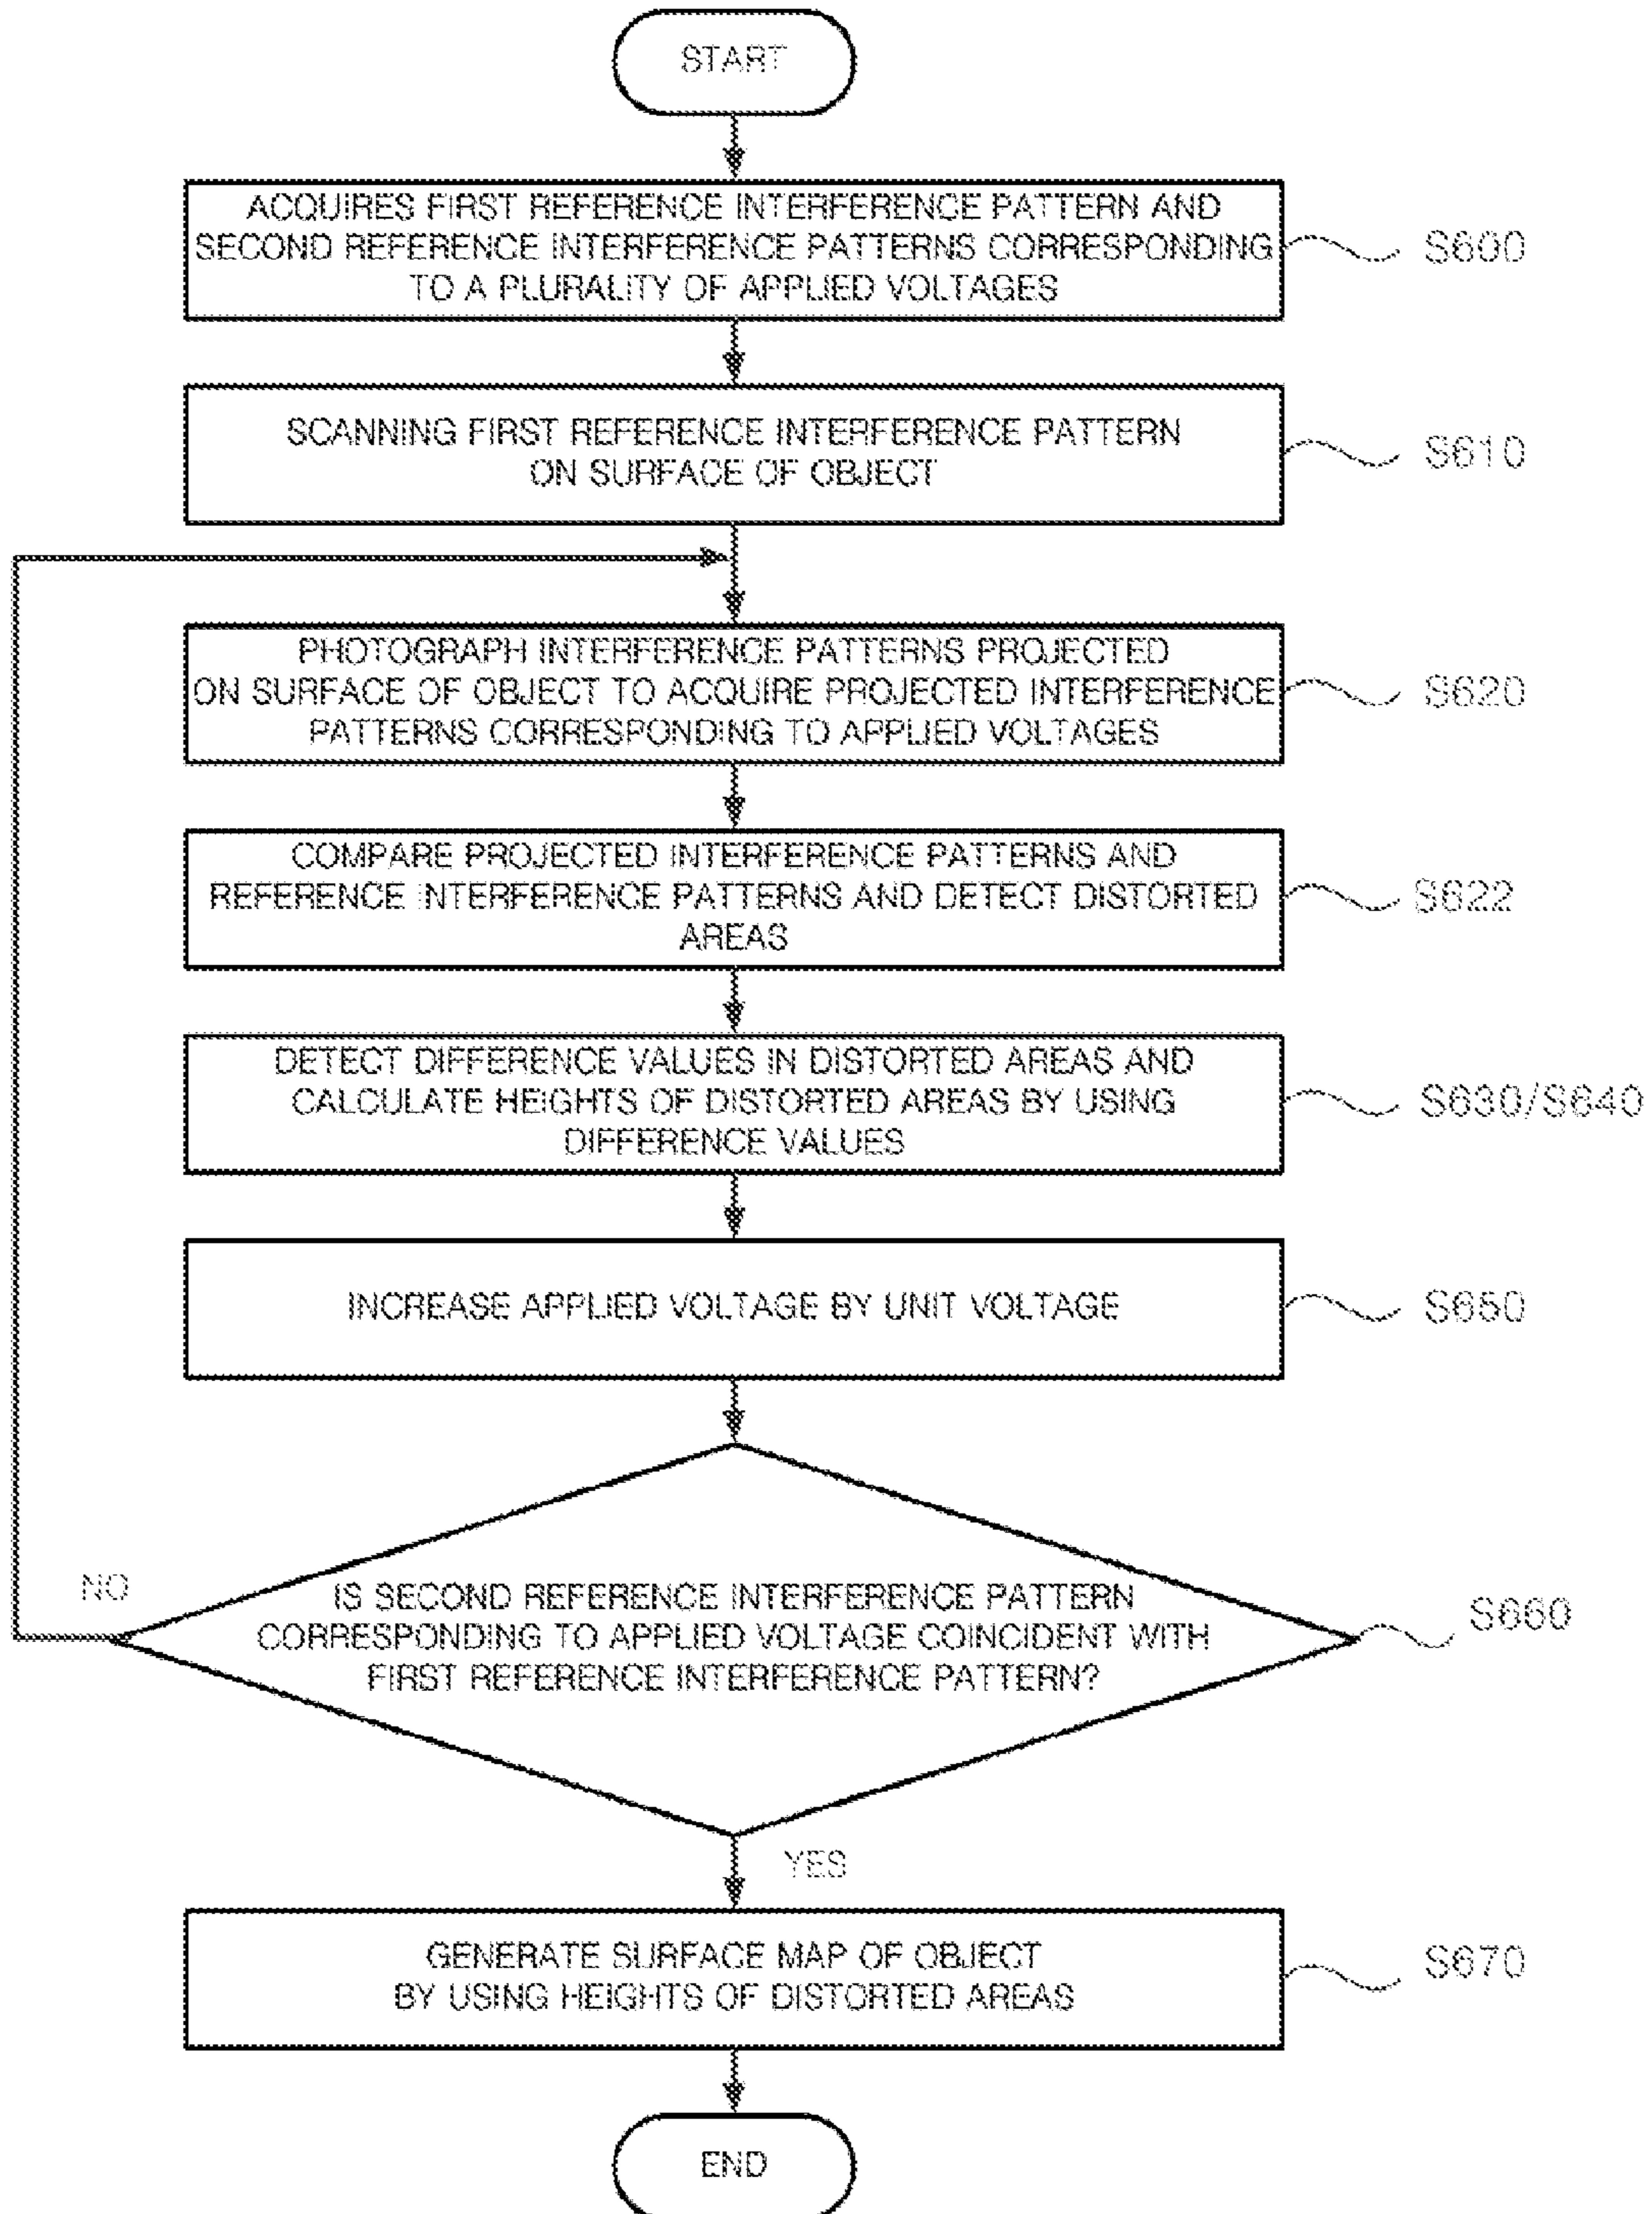 START
ACQUIRES FIRST REFERENCE INTERFERENCE PATTERN AND
SECOND REFERENCE INTERFERENCE PATTERNS CORRESPONDING
TO A PLURALITY OF APPLIED VOLTAGES
S600
SCANNING FIRST REFERENCE INTERFERENCE PATTERN
ON SURFACE OF OBJECT
S610
PHOTOGRAPH INTERFERENCE PATTERNS PROJECTED
ON SURFACE OF OBJECT TO ACQUIRE PROJECTED INTERFERENCE
PATTERNS CORRESPONDING TO APPLIED VOLTAGES
S620
COMPARE PROJECTED INTERFERENCE PATTERNS AND
REFERENCE INTERFERENCE PATTERNS AND DETECT DISTORTED
AREAS
S622
DETECT DIFFERENCE VALUES IN DISTORTED AREAS AND
CALCULATE HEIGHTS OF DISTORTED AREAS BY USING
DIFFERENCE VALUES
S630/S640
INCREASE APPLIED VOLTAGE BY UNIT VOLTAGE
S650
NO
IS SECOND REFERENCE INTERFERENCE PATTERN
CORRESPONDING TO APPLIED VOLTAGE COINCIDENT WITH
FIRST REFERENCE INTERFERENCE PATTERN?
S660
YES
GENERATE SURFACE MAP OF OBJECT
BY USING HEIGHTS OF DISTORTED AREAS
S670
END